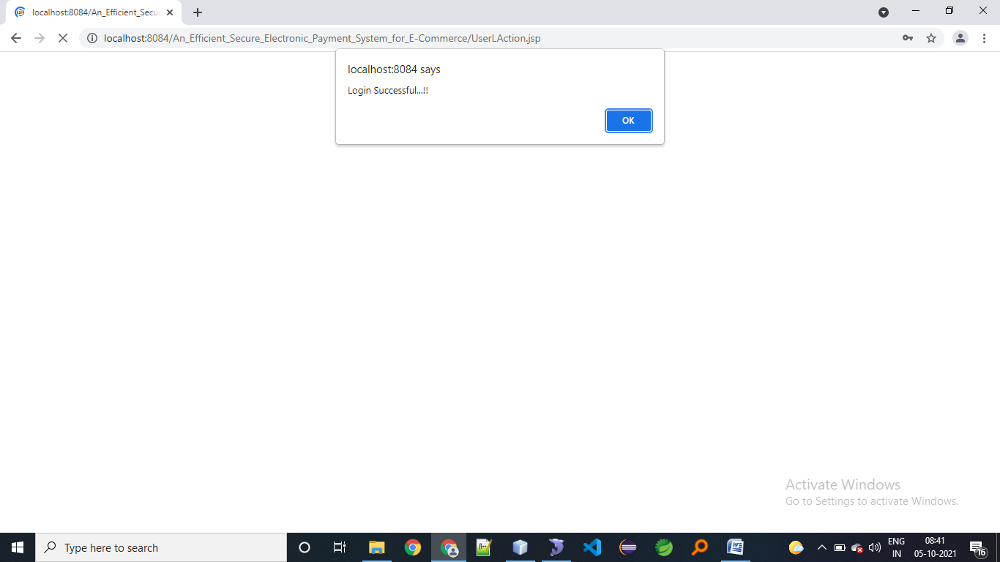 localhost:8084/An_Efficient_Secu
localhost:8084/An_Efficient_Secure_Electronic_Payment_System_for_E-Commerce/UserLAction.jsp
localhost:8084 says
Login Successful...!!
OK
Activate Windows
Go to Settings to activate Windows.
Type here to search
ENG
IN
08:41
05-10-2021
16